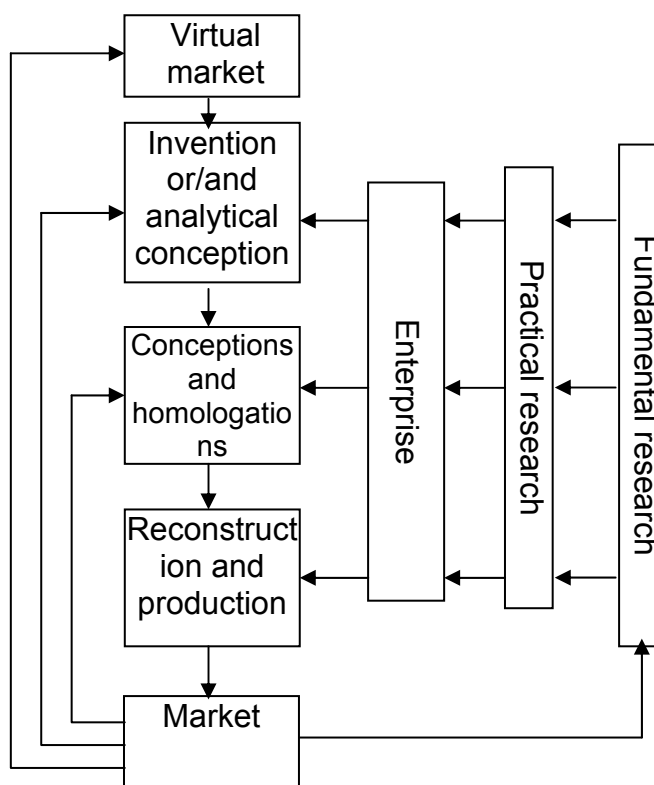 Virtual
market
Invention
or/and
analytical
conception
Conceptions
and
homologatio
ns
Reconstruct
ion and
production
Market
Enterprise
Practical research
Fundamental research